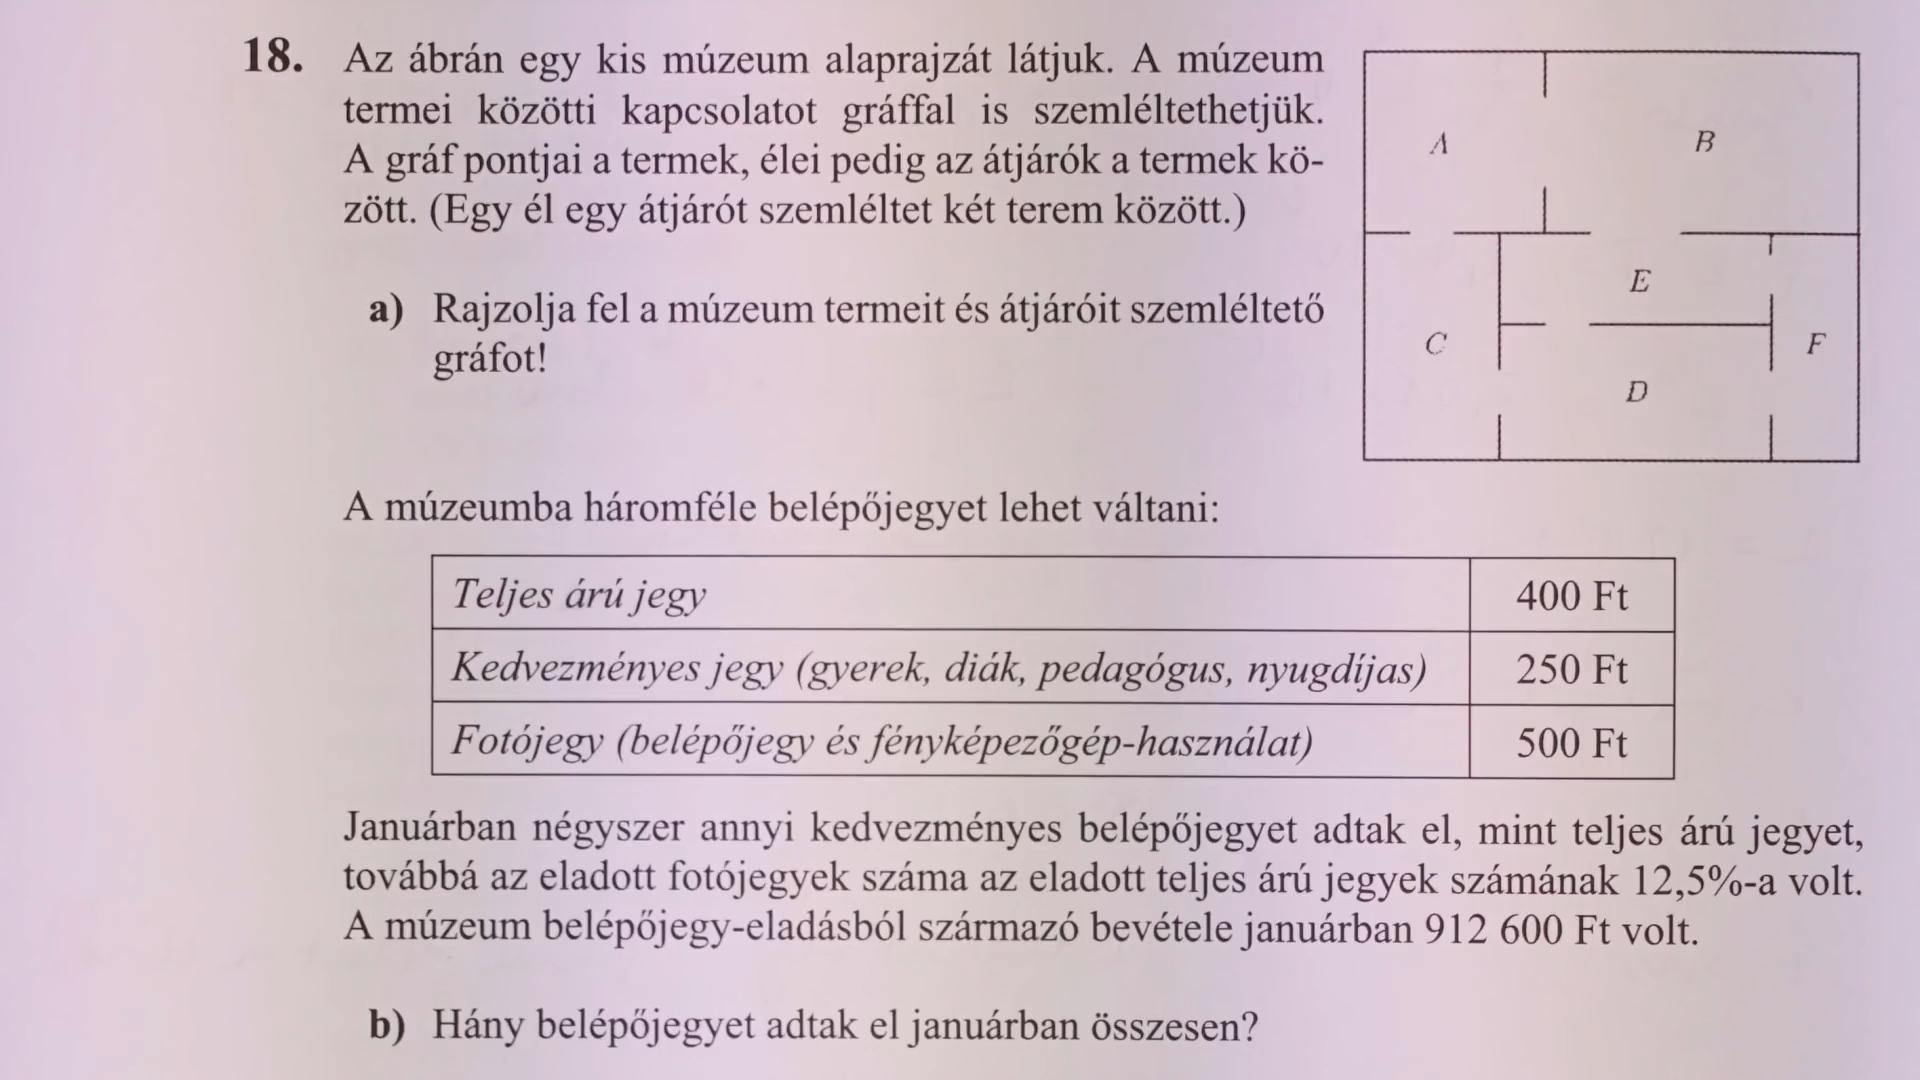 18. Az ábrán egy kis múzeum alaprajzát látjuk. A múzeum
termei közötti kapcsolatot gráffal is szemléltethetjük.
A gráf pontjai a termek, élei pedig az átjárók a termek kö-
zött. (Egy él egy átjárót szemléltet két terem között.)
a) Rajzolja fel a múzeum termeit és átjáróit szemléltető
gráfot!
A B
E
C F
D
A múzeumba háromféle belépőjegyet lehet váltani:
Teljes árú jegy 400 Ft
Kedvezményes jegy (gyerek, diák, pedagógus, nyugdíjas) 250 Ft
Fotójegy (belépőjegy és fényképezőgép-használat) 500 Ft
Januárban négyszer annyi kedvezményes belépőjegyet adtak el, mint teljes árú jegyet,
továbbá az eladott fotójegyek száma az eladott teljes árú jegyek számának 12,5%-a volt.
A múzeum belépőjegy-eladásból származó bevétele januárban 912 600 Ft volt.
b) Hány belépőjegyet adtak el januárban összesen?